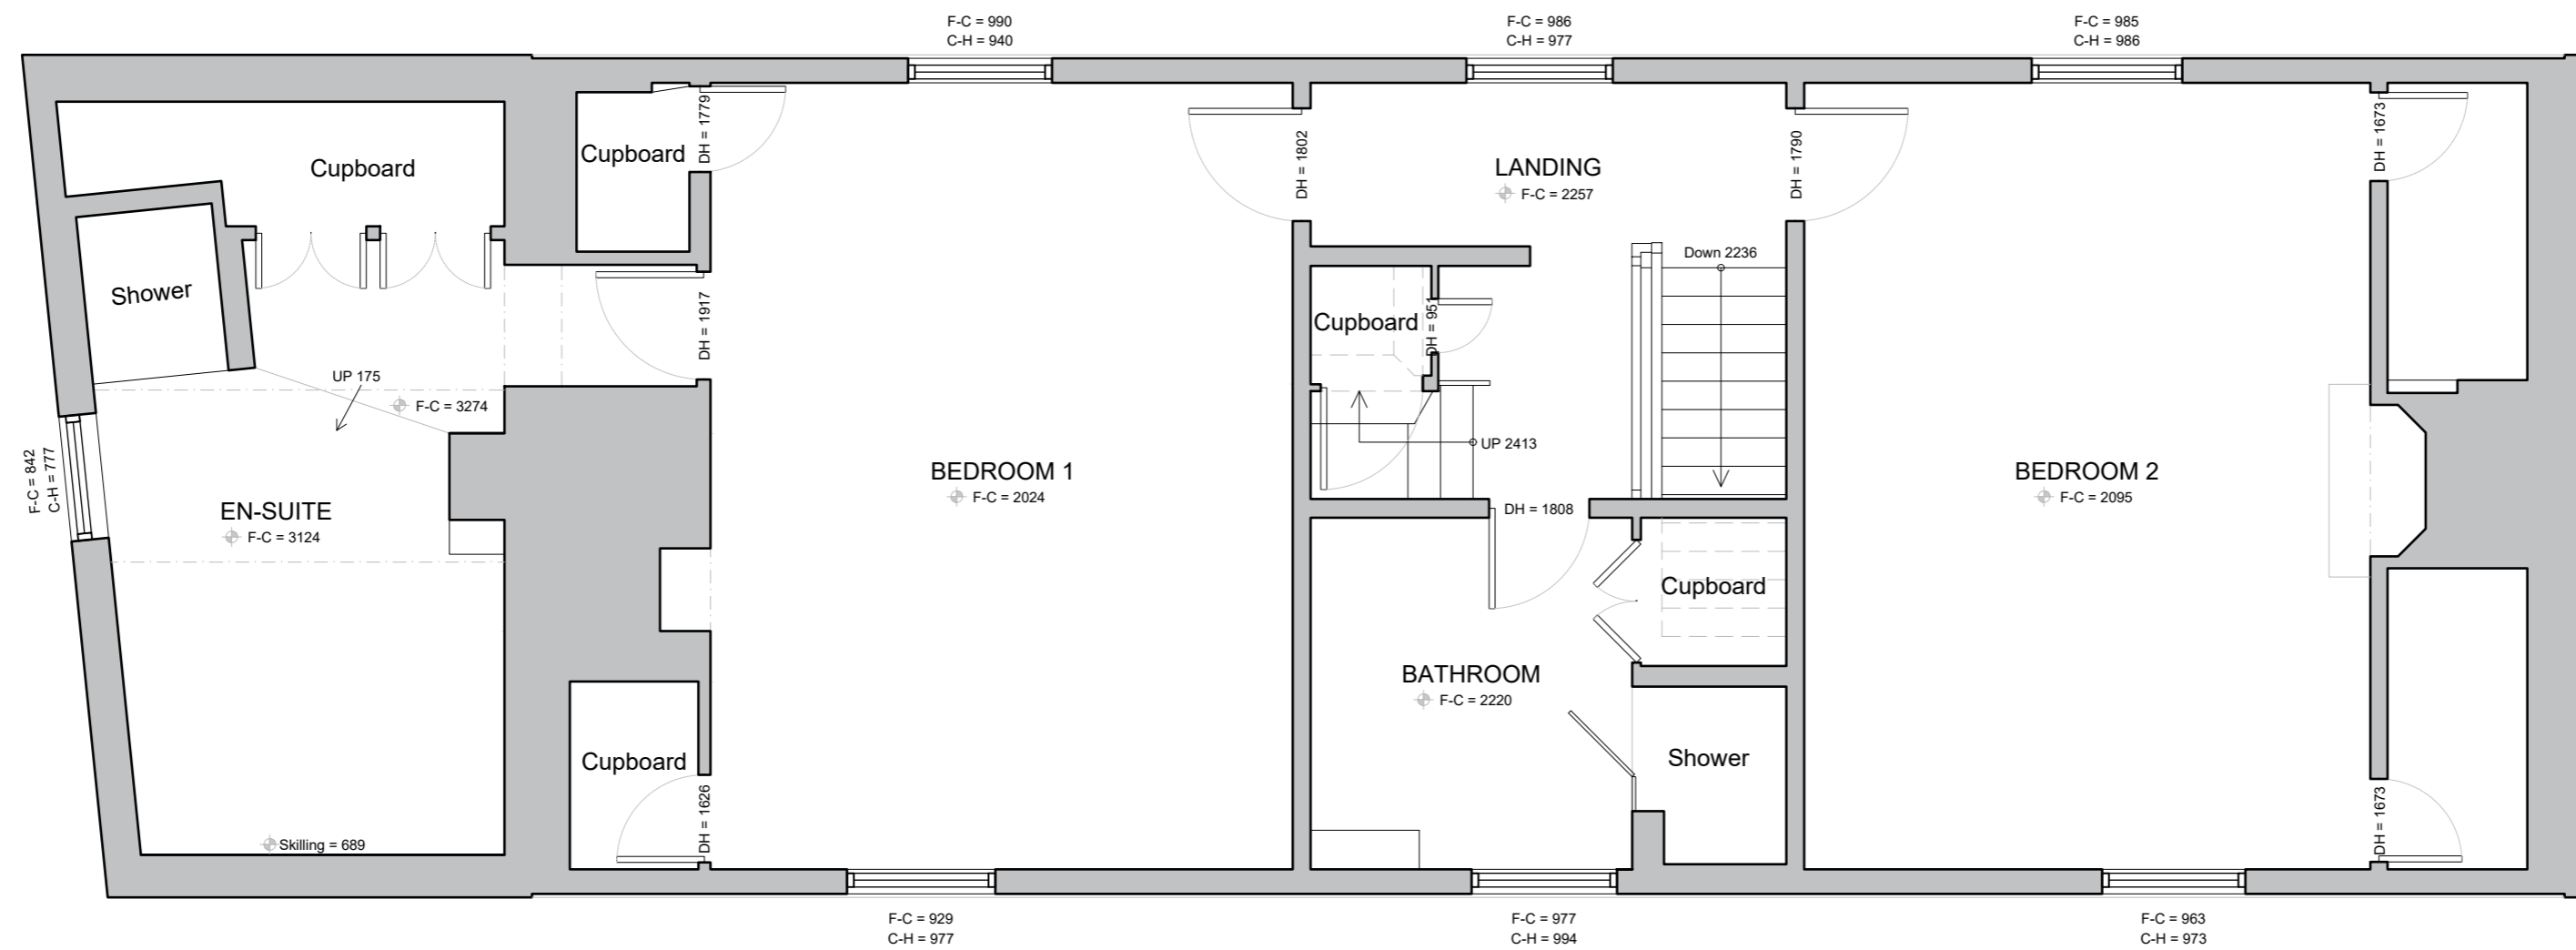 F-C = 990
C-H = 940
F-C = 986
C-H = 977
F-C = 985
C-H = 986
Cupboard
Cupboard
DH = 1779
DH = 1802
LANDING
F-C = 2257
DH = 1790
DH = 1673
Shower
Down 2236
DH = 1917
Cupboard
DH = 951
UP 175
F-C = 3274
UP 2413
F-C = 842
C-H = 777
BEDROOM 1
F-C = 2024
BEDROOM 2
F-C = 2095
EN-SUITE
F-C = 3124
DH = 1808
Cupboard
BATHROOM
F-C = 2220
Cupboard
Shower
DH = 1626
DH = 1673
Skilling = 689
F-C = 929
C-H = 977
F-C = 977
C-H = 994
F-C = 963
C-H = 973